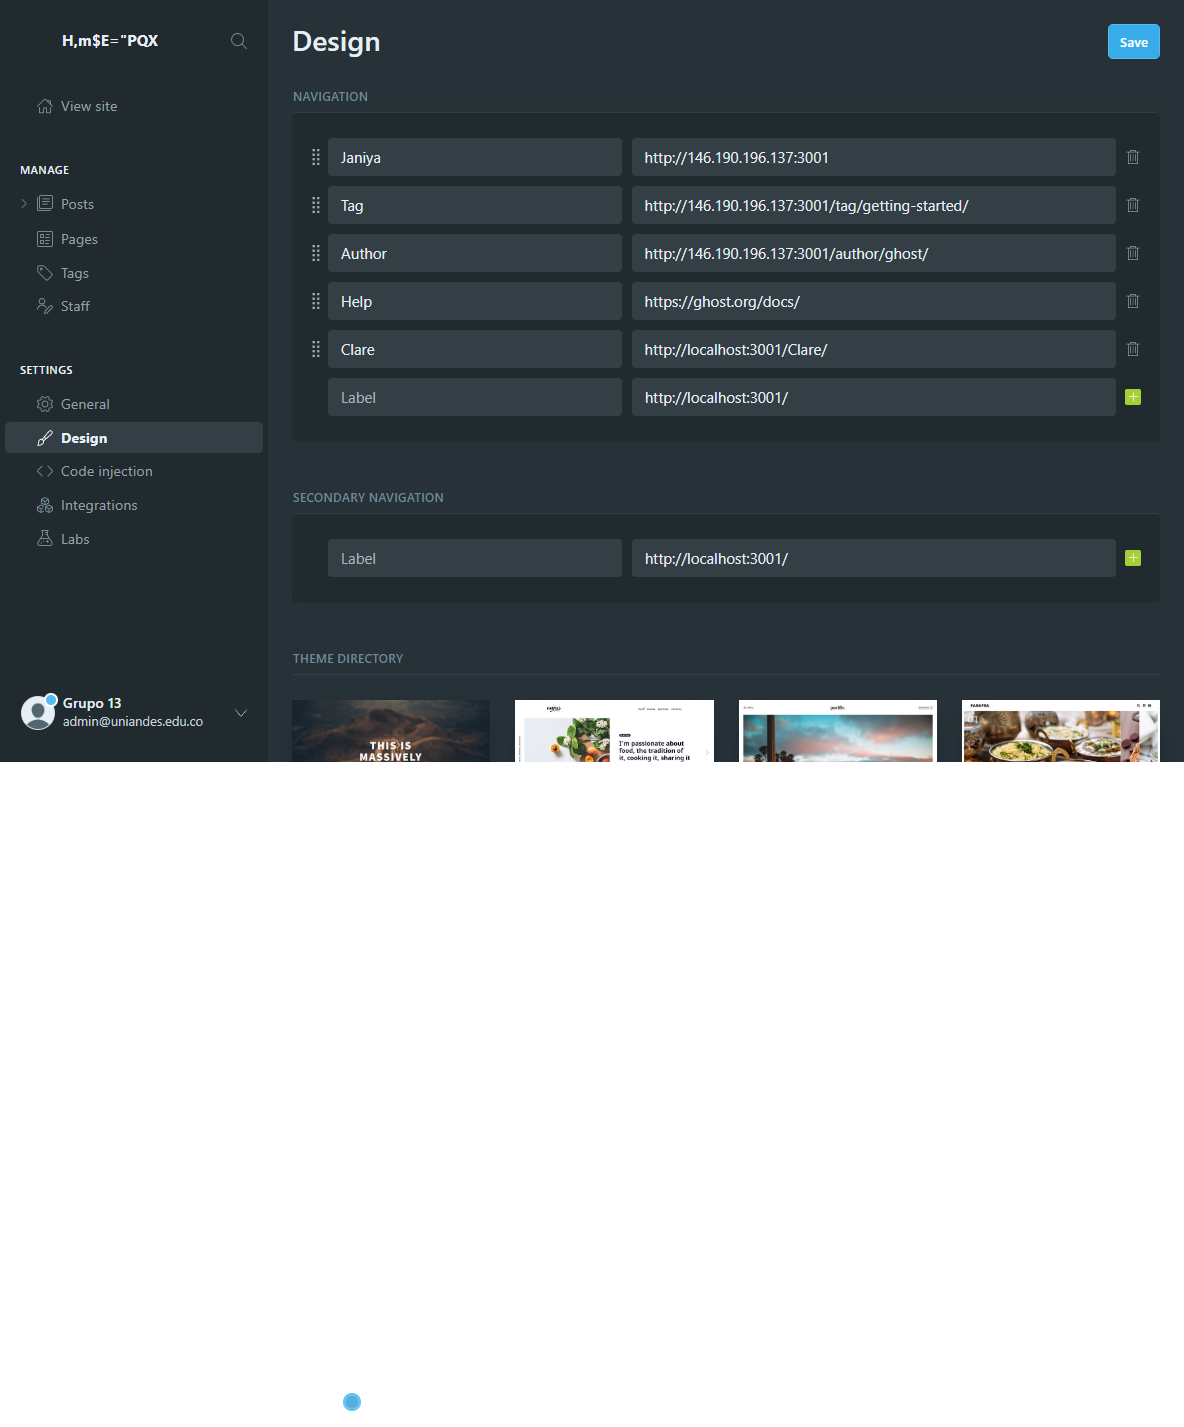 H,m$E="PQX
View site
MANAGE
Posts
Pages
Tags
Staff
SETTINGS
General
Design
Code injection
Integrations
Labs
Grupo 13
admin@uniandes.edu.co
Design
Save
NAVIGATION
Janiya http://146.190.196.137:3001
Tag http://146.190.196.137:3001/tag/getting-started/
Author http://146.190.196.137:3001/author/ghost/
Help https://ghost.org/docs/
Clare http://localhost:3001/Clare/
Label http://localhost:3001/
SECONDARY NAVIGATION
Label http://localhost:3001/
THEME DIRECTORY
THIS IS
MASSIVELY
I'm passionate about
food, the tradition of
it, cooking it, sharing it
pacific.
01